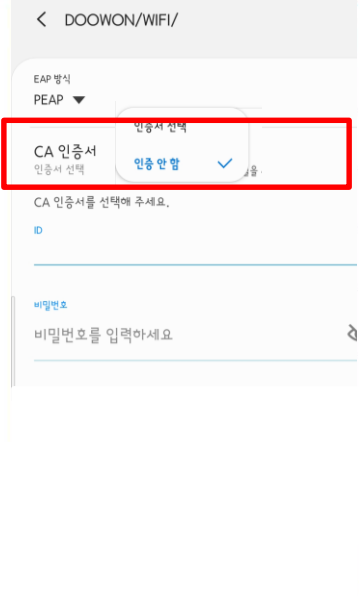 DOOWON/WIFI/
EAP 방식
PEAP
인증서 선택
CA 인증서
인증 안 함
인증서 선택
CA 인증서를 선택해 주세요.
ID
비밀번호
비밀번호를 입력하세요